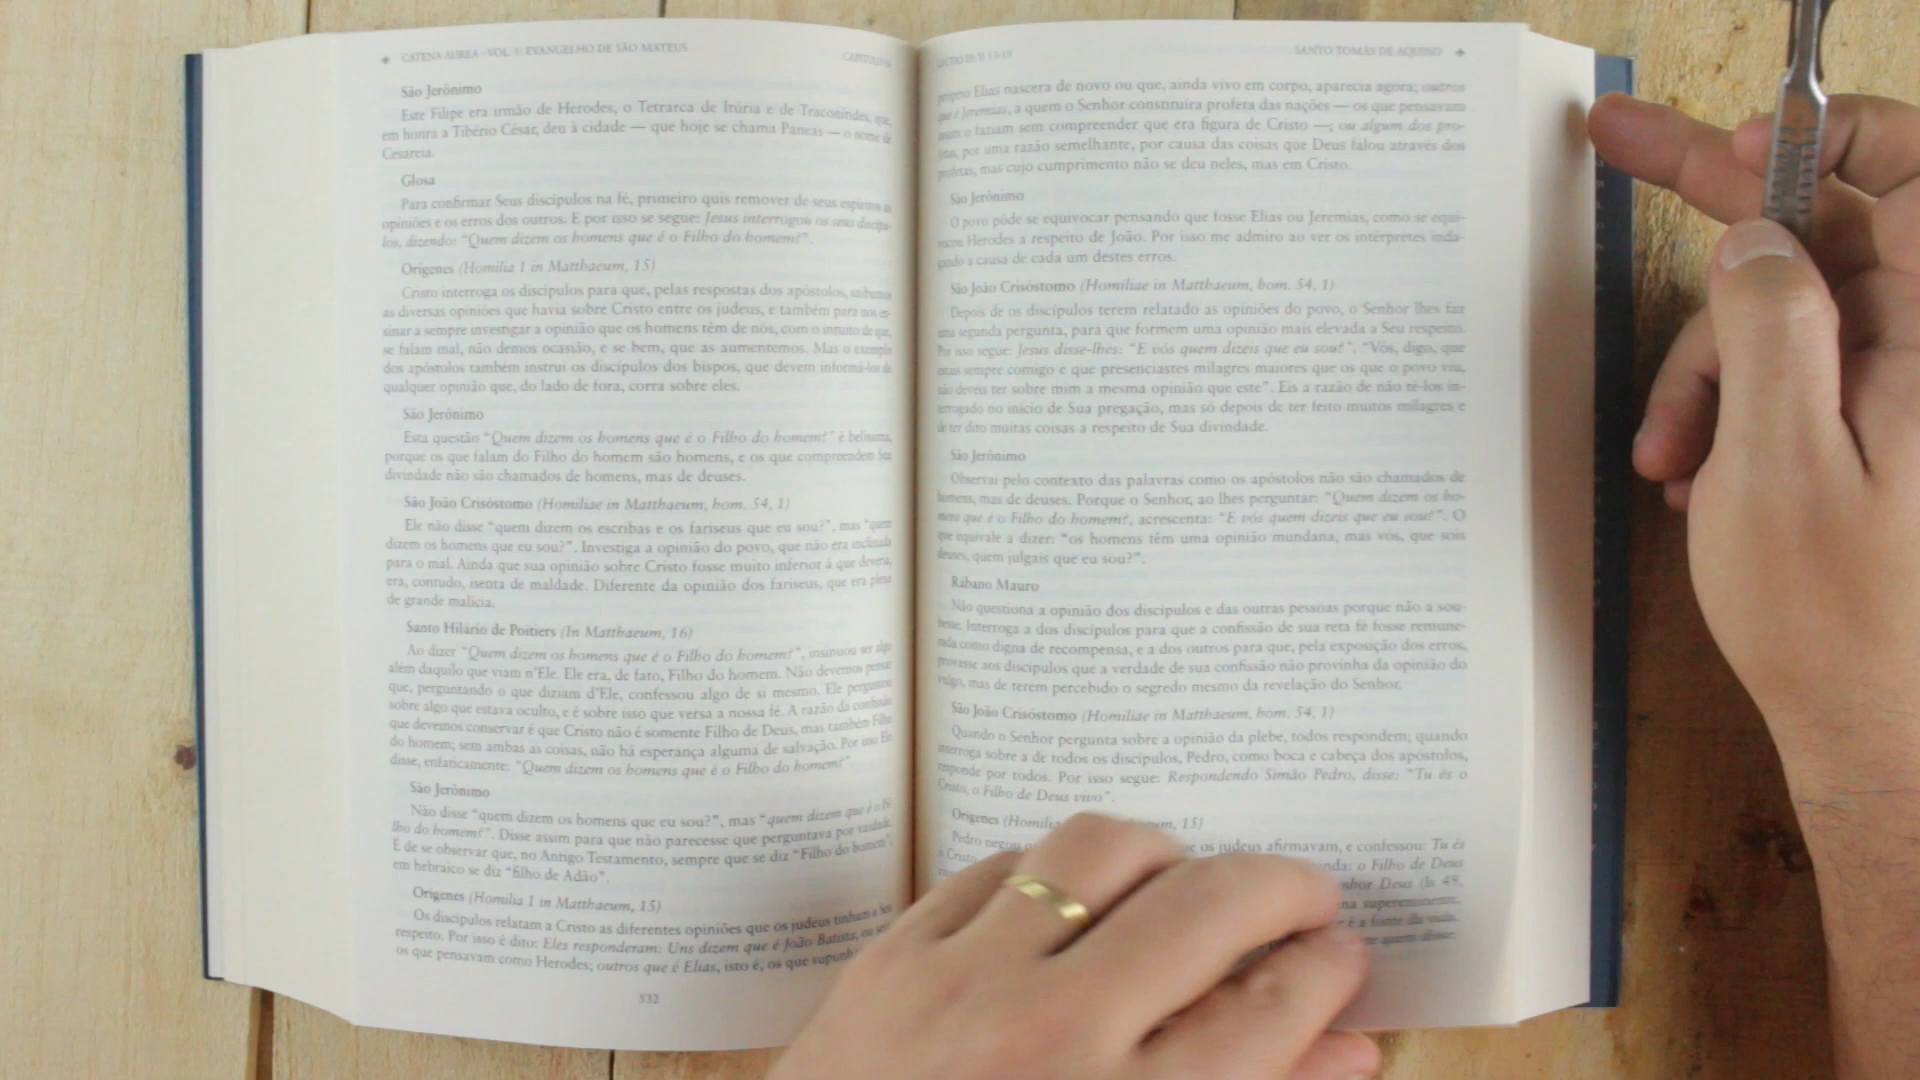 CATENA AUREA - VOL. 1: EVANGELHO DE SÃO MATEUS
São Jerônimo
Este Filipe era irmão de Herodes, o Tetrarca de Itúria e de Traconindes, que,
em honra a Tibério César, deu à cidade — que hoje se chama Paneas — o nome de
Cesareia.
Glosa
Para confirmar Seus discípulos na fé, primeiro quis remover de seus espíritos as
opiniões e os erros dos outros. E por isso se segue: Jesus interrogou os seus discípu-
los, dizendo: “Quem dizem os homens que é o Filho do homem?”.
Orígenes (Homilia 1 in Matthaeum, 15)
Cristo interroga os discípulos para que, pelas respostas dos apóstolos, saibamos
as diversas opiniões que havia sobre Cristo entre os judeus, e também para nos en-
sinar a sempre investigar a opinião que os homens têm de nós, com o intuito de que,
se falam mal, não demos ocasião, e se bem, que as aumentemos. Mas o exemplo
dos apóstolos também instrui os discípulos dos bispos, que devem informá-los de
qualquer opinião que, do lado de fora, corra sobre eles.
São Jerônimo
Esta questão “Quem dizem os homens que é o Filho do homem?” é belíssima,
porque os que falam do Filho do homem são homens, e os que compreendem Sua
divindade não são chamados de homens, mas de deuses.
São João Crisóstomo (Homiliae in Matthaeum, hom. 54, 1)
Ele não disse “quem dizem os escribas e os fariseus que eu sou?”, mas “quem
dizem os homens que eu sou?”. Investiga a opinião do povo, que não era inclinada
para o mal. Ainda que sua opinião sobre Cristo fosse muito inferior à que deveria,
era, contudo, isenta de maldade. Diferente da opinião dos fariseus, que era plena
de grande malícia.
Santo Hilário de Poitiers (In Matthaeum, 16)
Ao dizer “Quem dizem os homens que é o Filho do homem?”, insinuou ser algo
além daquilo que viam n’Ele. Ele era, de fato, Filho do homem. Não devemos pensar
que, perguntando o que diziam d’Ele, confessou algo de si mesmo. Ele perguntou
sobre algo que estava oculto, e é sobre isso que versa a nossa fé. A razão da confissão
que devemos conservar é que Cristo não é somente Filho de Deus, mas também Filho
do homem; sem ambas as coisas, não há esperança alguma de salvação. Por isso Ele
disse, enfaticamente: “Quem dizem os homens que é o Filho do homem?”.
São Jerônimo
Não disse “quem dizem os homens que eu sou?”, mas “quem dizem que é o Fi-
lho do homem?”. Disse assim para que não parecesse que perguntava por vaidade.
É de se observar que, no Antigo Testamento, sempre que se diz “Filho do homem”,
em hebraico se diz “filho de Adão”.
Orígenes (Homilia 1 in Matthaeum, 15)
Os discípulos relatam a Cristo as diferentes opiniões que os judeus tinham a Seu
respeito. Por isso é dito: Eles responderam: Uns dizem que é João Batista, ou seja,
os que pensavam como Herodes; outros que é Elias, isto é, os que supunh
532
SANTO TOMÁS DE AQUINO
próprio Elias nascera de novo ou que, ainda vivo em corpo, aparecia agora; outros
que é Jeremias, a quem o Senhor constituíra profeta das nações — os que pensavam
assim o faziam sem compreender que era figura de Cristo —; ou algum dos pro-
fetas, por uma razão semelhante, por causa das coisas que Deus falou através dos
profetas, mas cujo cumprimento não se deu neles, mas em Cristo.
São Jerônimo
O povo pôde se equivocar pensando que fosse Elias ou Jeremias, como se equi-
vocou Herodes a respeito de João. Por isso me admiro ao ver os intérpretes inda-
gando a causa de cada um destes erros.
São João Crisóstomo (Homiliae in Matthaeum, hom. 54, 1)
Depois de os discípulos terem relatado as opiniões do povo, o Senhor lhes faz
uma segunda pergunta, para que formem uma opinião mais elevada a Seu respeito.
Por isso segue: Jesus disse-lhes: “E vós quem dizeis que eu sou?”. “Vós, digo, que
estais sempre comigo e que presenciastes milagres maiores que os que o povo viu,
não deveis ter sobre mim a mesma opinião que este”. Eis a razão de não tê-los in-
terrogado no início de Sua pregação, mas só depois de ter feito muitos milagres e
de ter dito muitas coisas a respeito de Sua divindade.
São Jerônimo
Observai pelo contexto das palavras como os apóstolos não são chamados de
homens, mas de deuses. Porque o Senhor, ao lhes perguntar: “Quem dizem os ho-
mens que é o Filho do homem?, acrescenta: “E vós quem dizeis que eu sou?”. O
que equivale a dizer: “os homens têm uma opinião mundana, mas vós, que sois
deuses, quem julgais que eu sou?”.
Rábano Mauro
Não questiona a opinião dos discípulos e das outras pessoas porque não a sou-
besse. Interroga a dos discípulos para que a confissão de sua reta fé fosse remune-
rada como digna de recompensa, e a dos outros para que, pela exposição dos erros,
provasse aos discípulos que a verdade de sua confissão não provinha da opinião do
vulgo, mas de terem percebido o segredo mesmo da revelação do Senhor.
São João Crisóstomo (Homiliae in Matthaeum, hom. 54, 1)
Quando o Senhor pergunta sobre a opinião da plebe, todos respondem; quando
interroga sobre a de todos os discípulos, Pedro, como boca e cabeça dos apóstolos,
responde por todos. Por isso segue: Respondendo Simão Pedro, disse: “Tu és o
Cristo, o Filho de Deus vivo”.
Orígenes (Homilia um, 15)
Pedro negou e os judeus afirmavam, e confessou: Tu és
o Cristo nda: o Filho de Deus
nhor Deus (Is 49,
na supereminente,
é a fonte da vida.
quem disse: